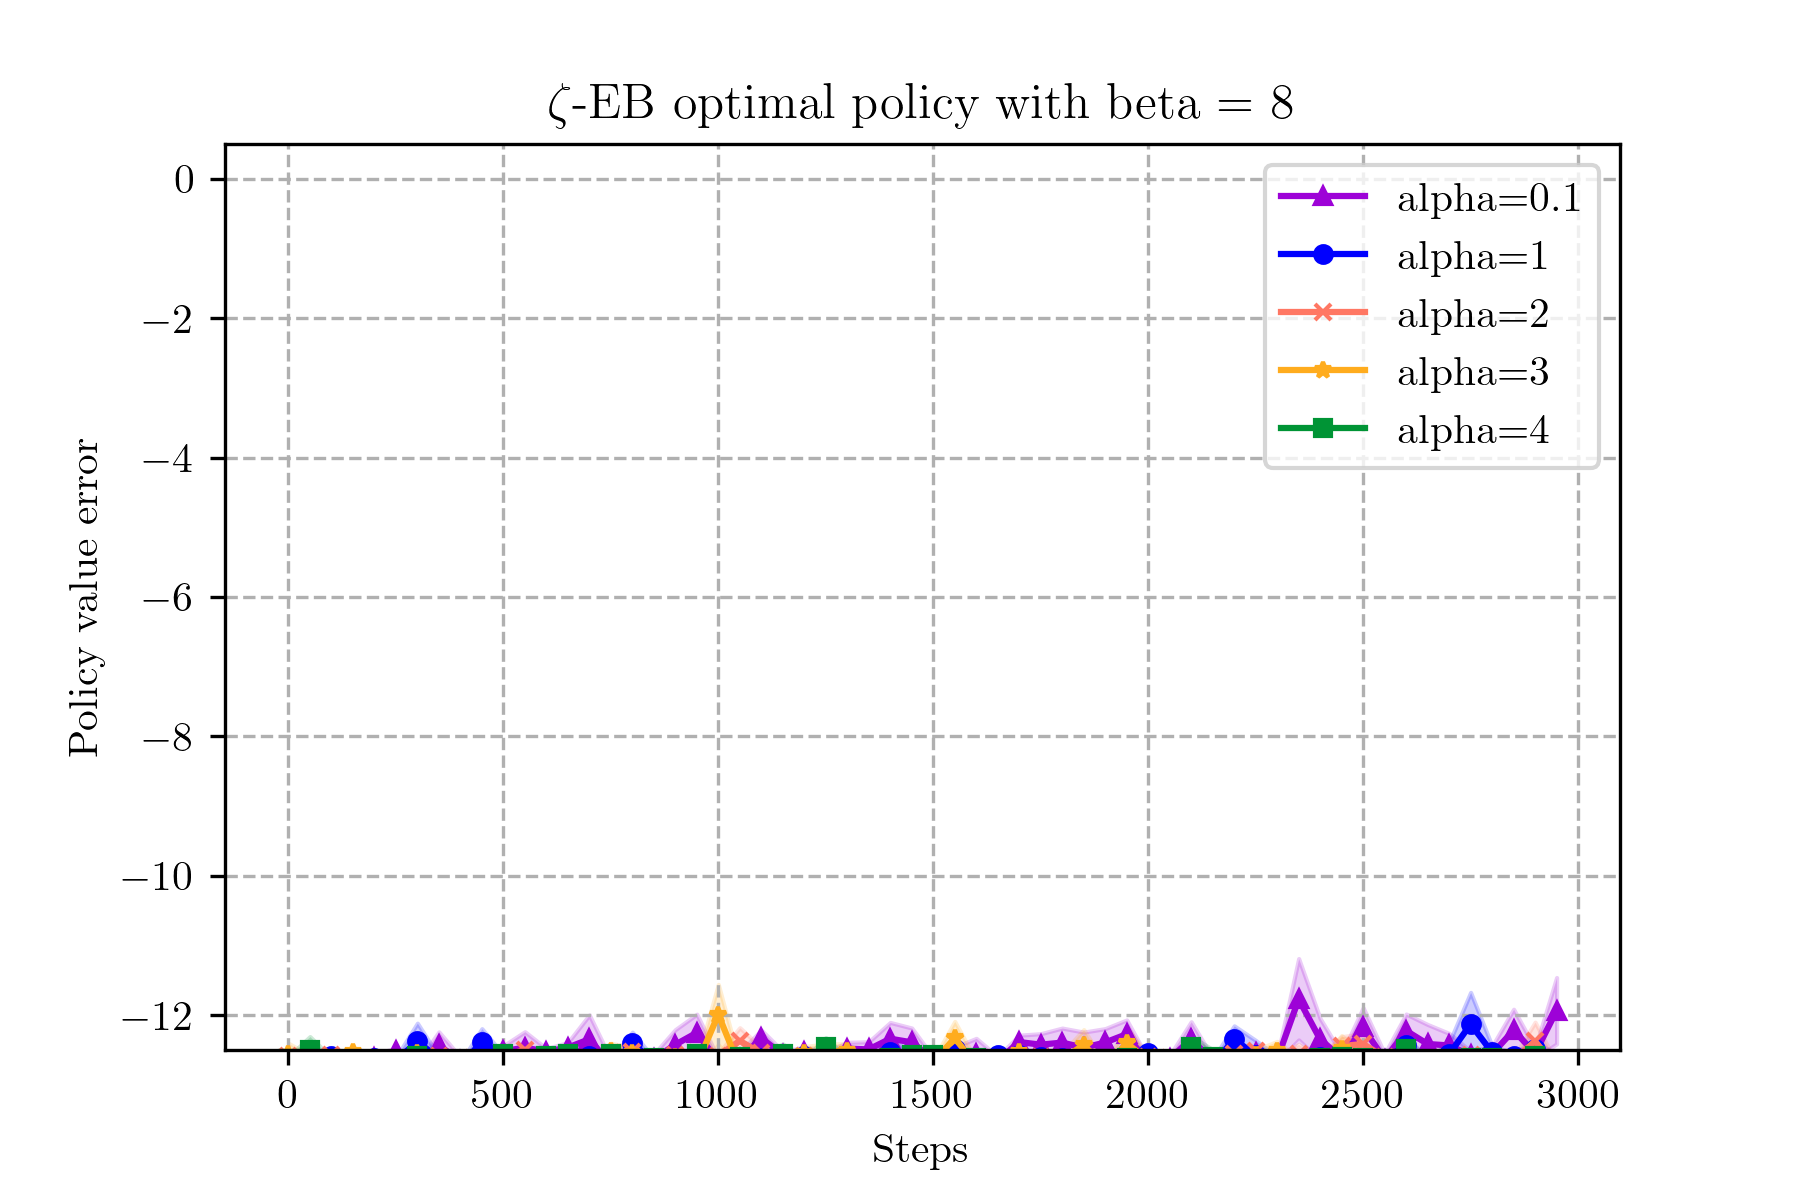 ζ-EB optimal policy with beta = 8
0
−2
−4
−6
−8
−10
−12
Policy value error
alpha=0.1
alpha=1
alpha=2
alpha=3
alpha=4
0 500 1000 1500 2000 2500 3000
Steps